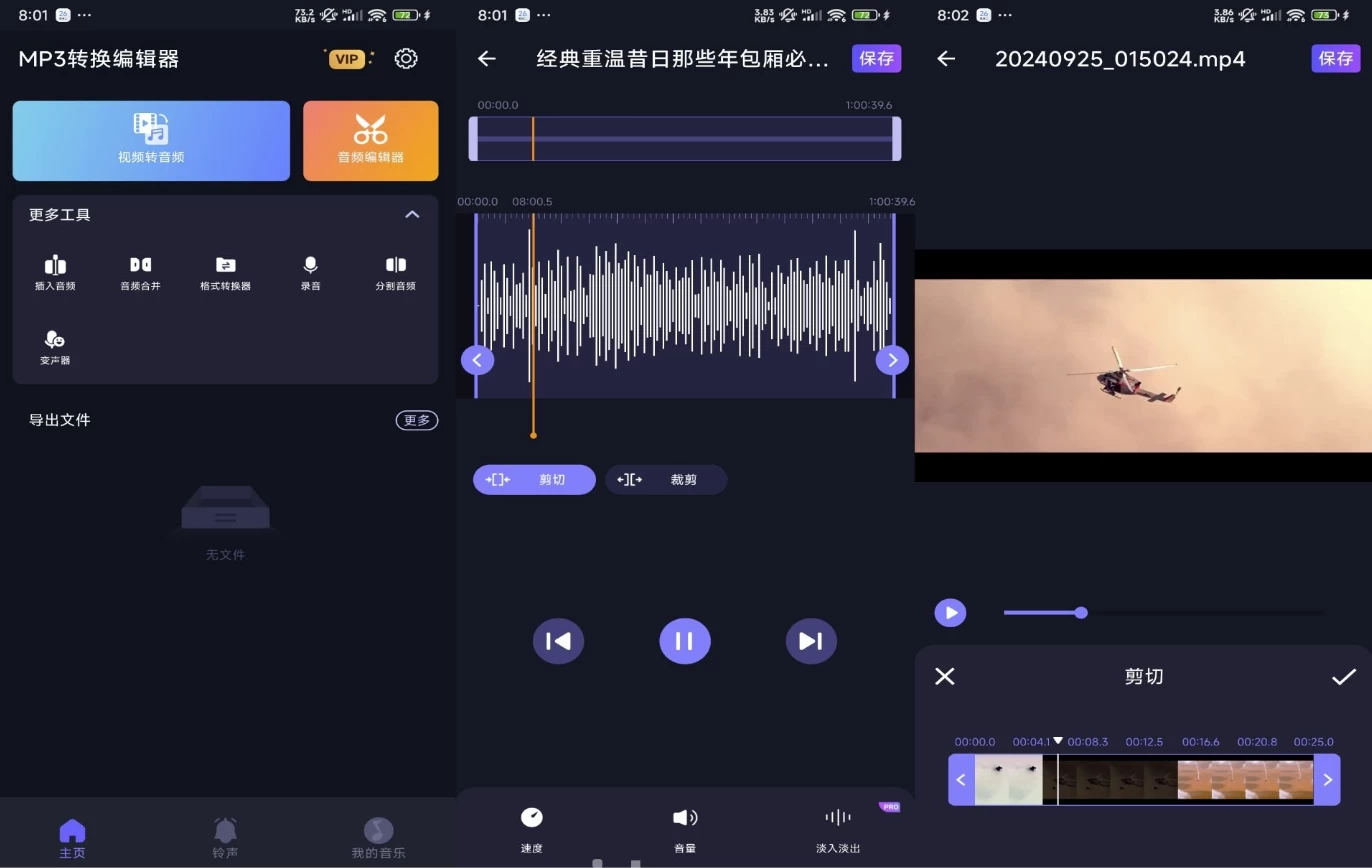 8:01
26
73.2 KB/s
HD
72
MP3转换编辑器
VIP
视频转音频
音频编辑器
更多工具
插入音频
音频合并
格式转换器
录音
分割音频
变声器
导出文件
更多
无文件
主页
铃声
我的音乐
8:01
26
3.83 KB/s
HD
72
经典重温昔日那些年包厢必...
保存
00:00.0
1:00:39.6
00:00.0
08:00.5
1:00:39.6
剪切
裁剪
速度
音量
淡入淡出
PRO
8:02
26
3.86 KB/s
HD
73
20240925_015024.mp4
保存
剪切
00:00.0
00:04.1
00:08.3
00:12.5
00:16.6
00:20.8
00:25.0